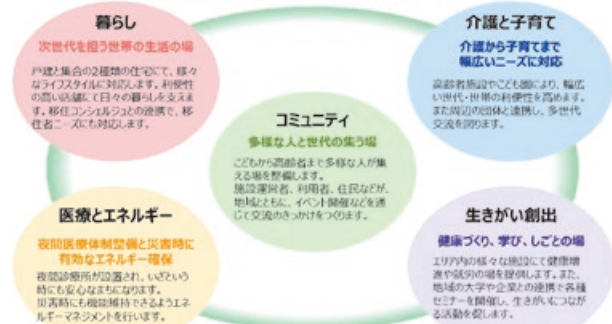 暮らし
次世代を担う世帯の生活の場
戸建と集合の2種類の住宅にて、様々
なライフスタイルに対応します。利便性
の高い店舗にて日々の暮らしを支えま
す。移住コンシェルジュとの連携で、移
住者ニーズにも対応します。
介護と子育て
介護から子育てまで
幅広いニーズに対応
高齢者施設やこども園により、幅広
い世代・世帯の利便性を高めます。
また周辺の団体と連携し、多世代
交流を図ります。
コミュニティ
多様な人と世代の集う場
こどもから高齢者まで多様な人が集
える場を整備します。
施設運営者、利用者、住民などが、
地域とともに、イベント開催などを通
じて交流のきっかけをつくります。
医療とエネルギー
夜間医療体制整備と災害時に
有効なエネルギー確保
夜間診療所が設置され、いざという
時にも安心なまちになります。
災害時にも機能維持できるようエネ
ルギーマネジメントを行います。
生きがい創出
健康づくり、学び、しごとの場
エリア内の様々な施設にて健康増
進や就労の場を提供します。また、
地域の大学や企業との連携で各種
セミナーを開催し、生きがいにつなが
る活動を促します。